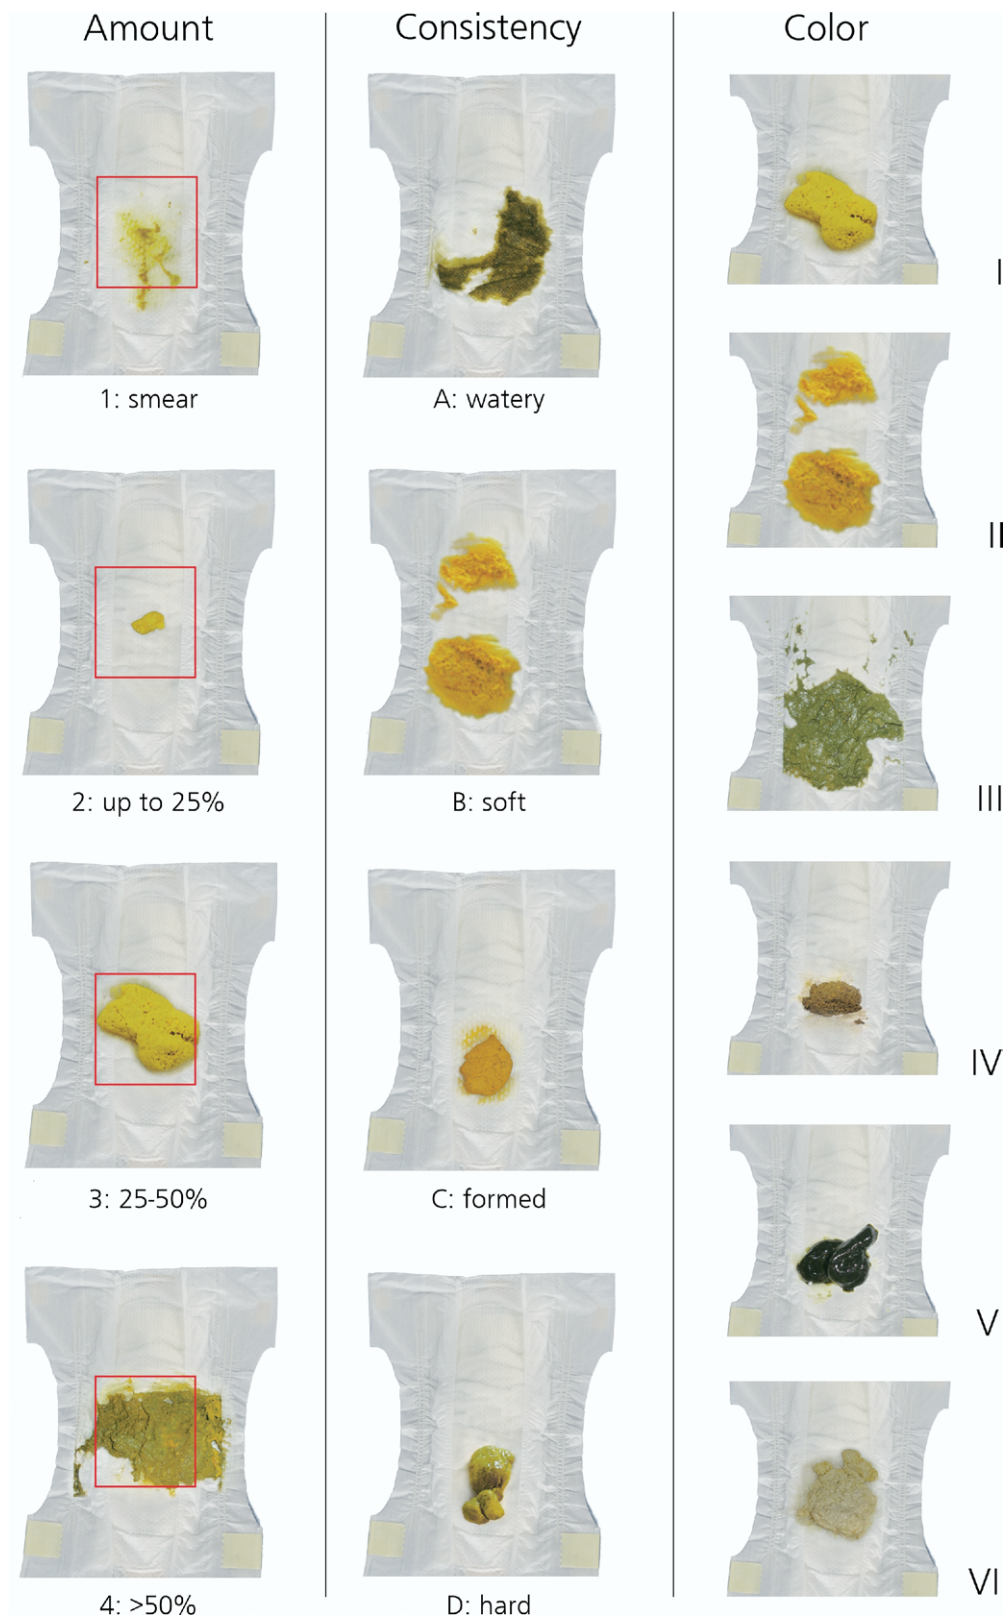 Amount
Consistency
Color
1: smear
A: watery
I
2: up to 25%
B: soft
II
3: 25-50%
C: formed
III
4: >50%
D: hard
IV
V
VI